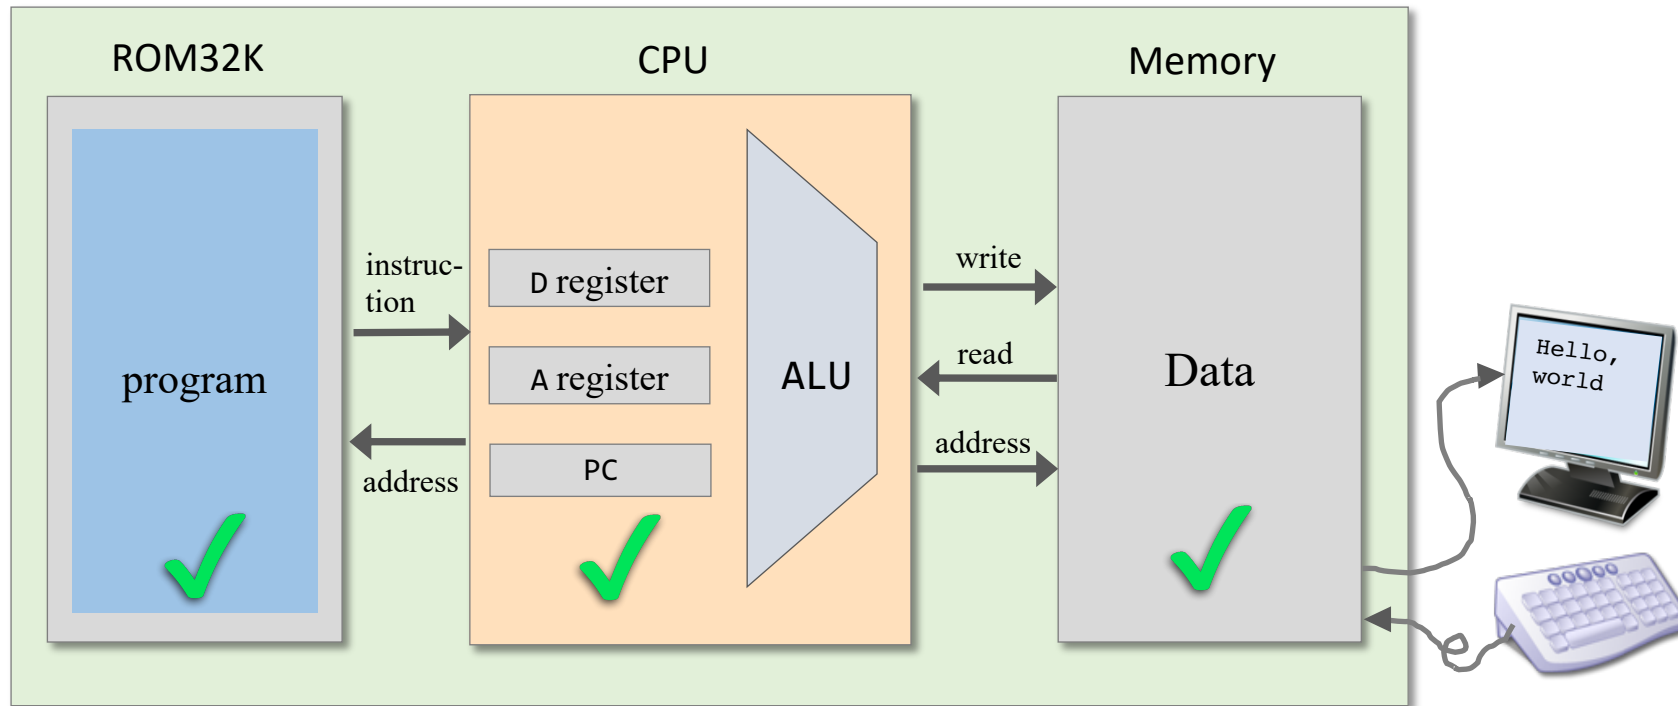 ROM32K
CPU
Memory
program
instruc-
tion
address
D register
A register
PC
ALU
write
read
address
Data
Hello,
world